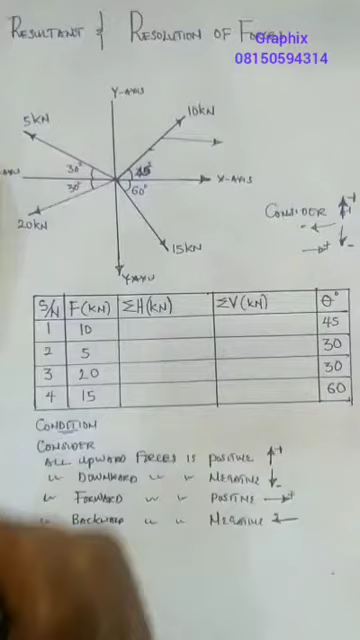 RESULTANT & RESOLUTION OF
Graphix
08150594314
Y-AXIS
10KN
5KN
30°
45°
X-AXIS
30°
60°
20KN
15KN
Y-AXIS
CONSIDER + - + -
S/N F(KN) ΣH(KN) ΣV(KN) θ°
1 10 45
2 5 30
3 20 30
4 15 60
CONDITION
CONSIDER
ALL UPWARD FORCES IS POSITIVE +
" DOWNWARD " " NEGATIVE -
" FORWARD " " POSITIVE +
" BACKWARD " " NEGATIVE -